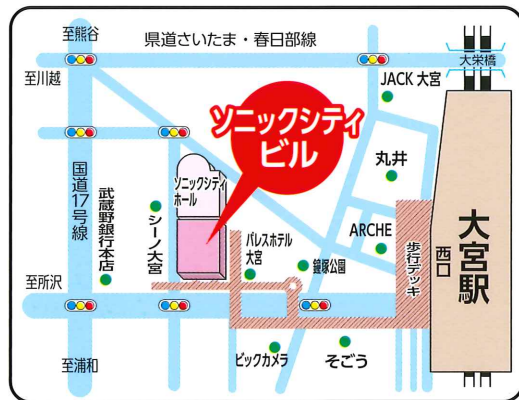 至熊谷
県道さいたま・春日部線
大栄橋
至川越
JACK 大宮
ソニックシティ
ビル
丸井
ソニックシティ
ホール
国道17号線
武蔵野銀行本店
シーノ大宮
パレスホテル
大宮
鐘塚公園
ARCHE
歩行デッキ
大宮駅
西口
至所沢
ビックカメラ
そごう
至浦和